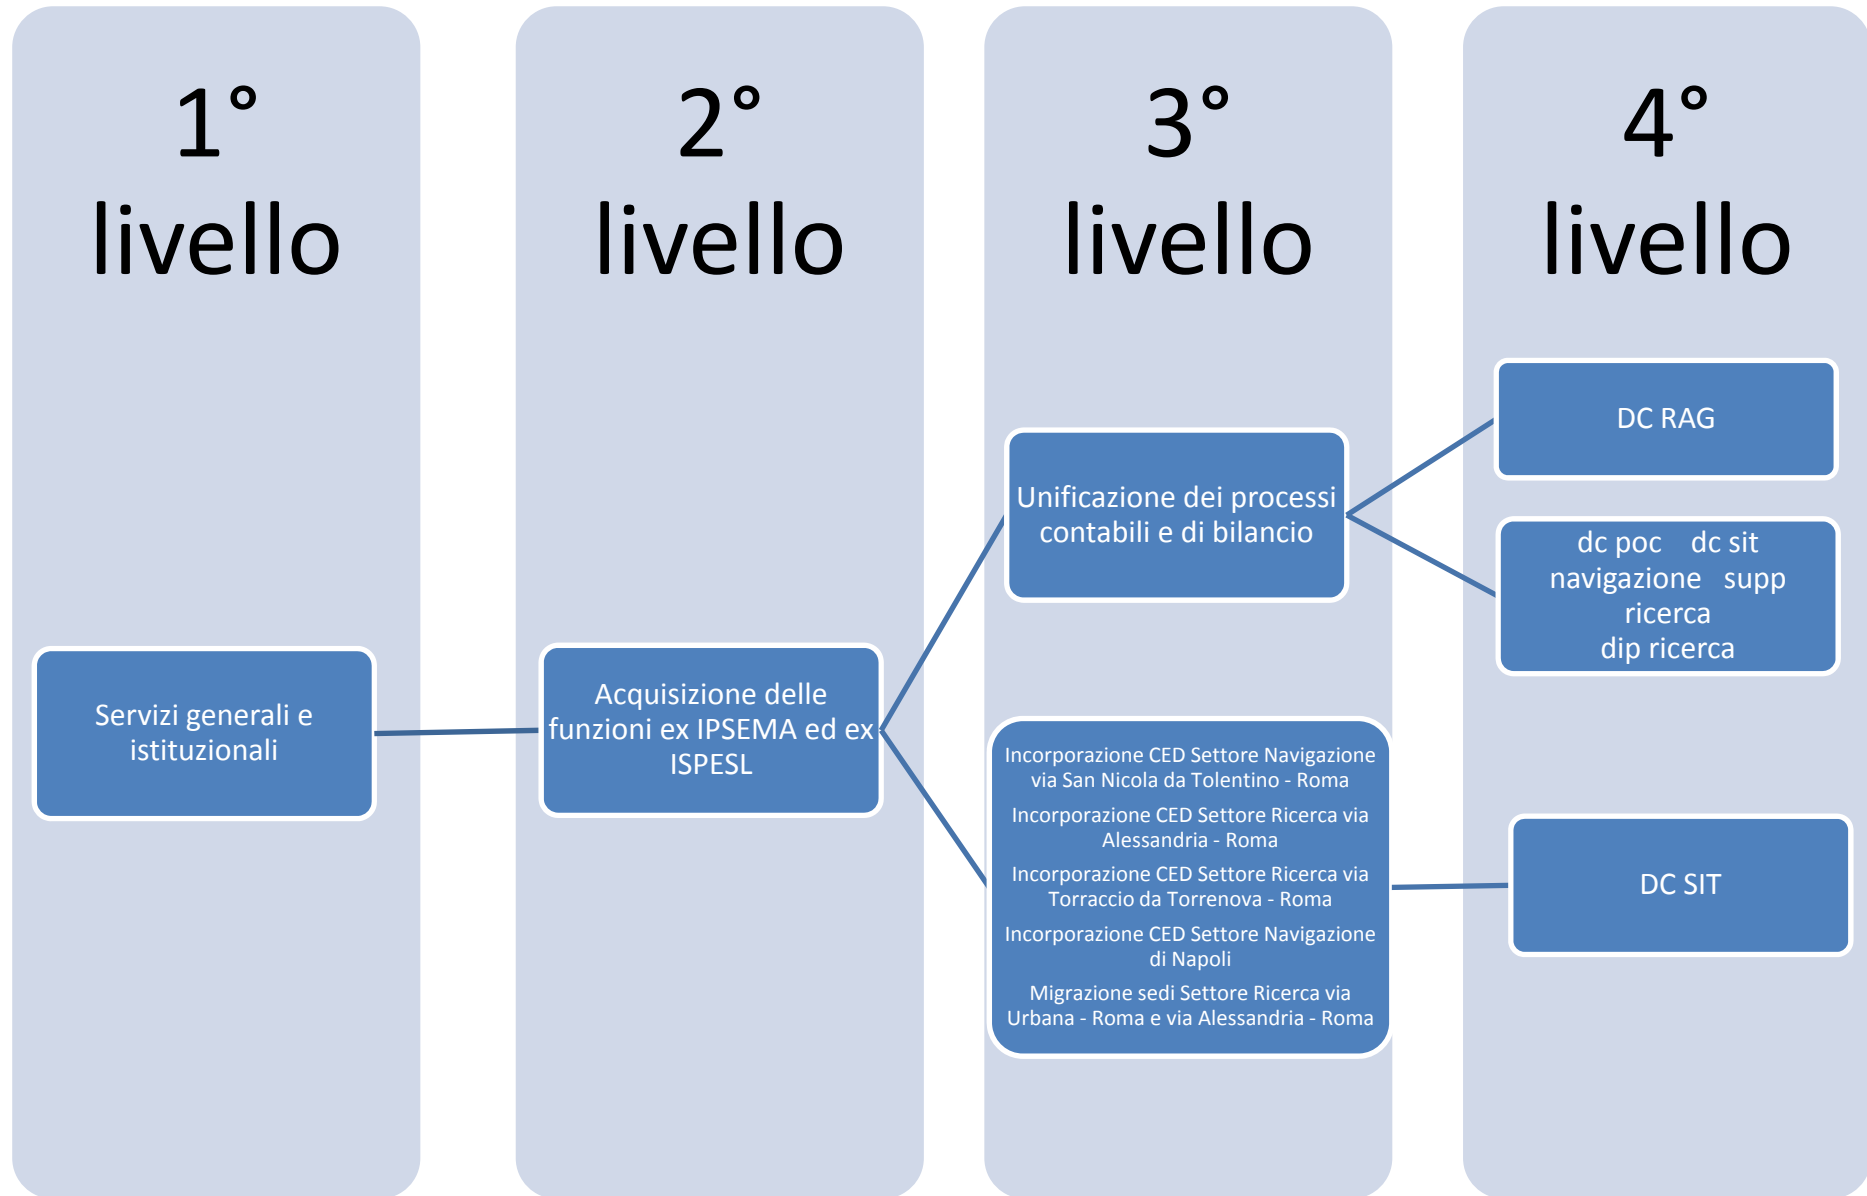 1°
livello
2°
livello
3°
livello
4°
livello
Servizi generali e
istituzionali
Acquisizione delle
funzioni ex IPSEMA ed ex
ISPESL
Unificazione dei processi
contabili e di bilancio
Incorporazione CED Settore Navigazione
via San Nicola da Tolentino - Roma
Incorporazione CED Settore Ricerca via
Alessandria - Roma
Incorporazione CED Settore Ricerca via
Torraccio da Torrenova - Roma
Incorporazione CED Settore Navigazione
di Napoli
Migrazione sedi Settore Ricerca via
Urbana - Roma e via Alessandria - Roma
DC RAG
dc poc dc sit
navigazione supp
ricerca
dip ricerca
DC SIT